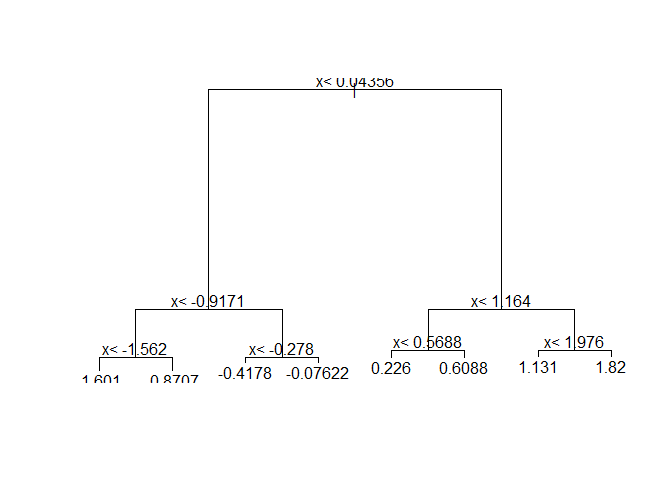 x< 0.04356
x< -0.9171
x< 1.164
x< -1.562
x< -0.278
x< 0.5688
x< 1.976
1.601
0.8707
-0.4178
-0.07622
0.226
0.6088
1.131
1.82